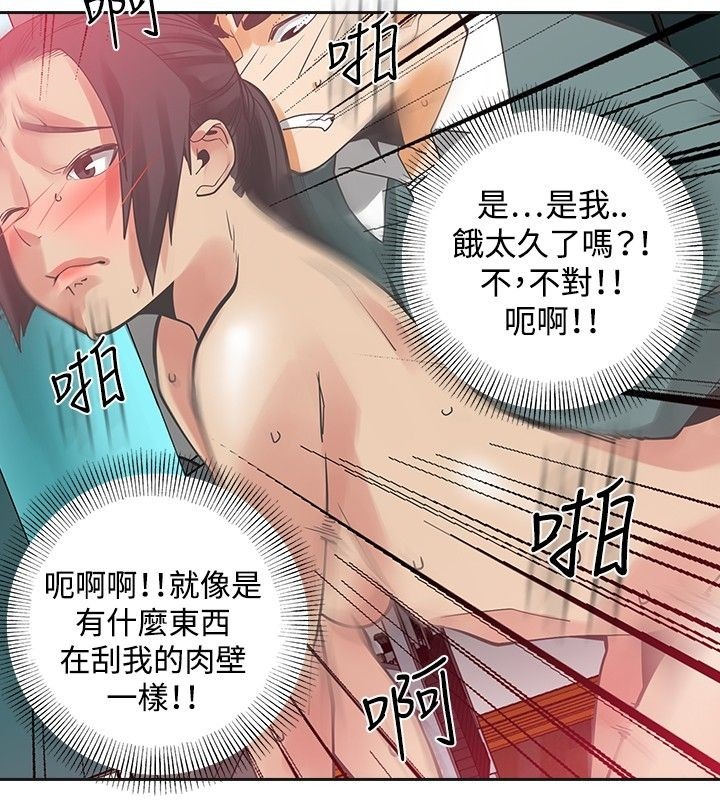 啊
啪
是...是我..
餓太久了嗎?!
不,不對!!
呃啊!!
啪
啪
呃啊啊!!就像是
有什麼東西
在刮我的肉壁
一樣!!
啊